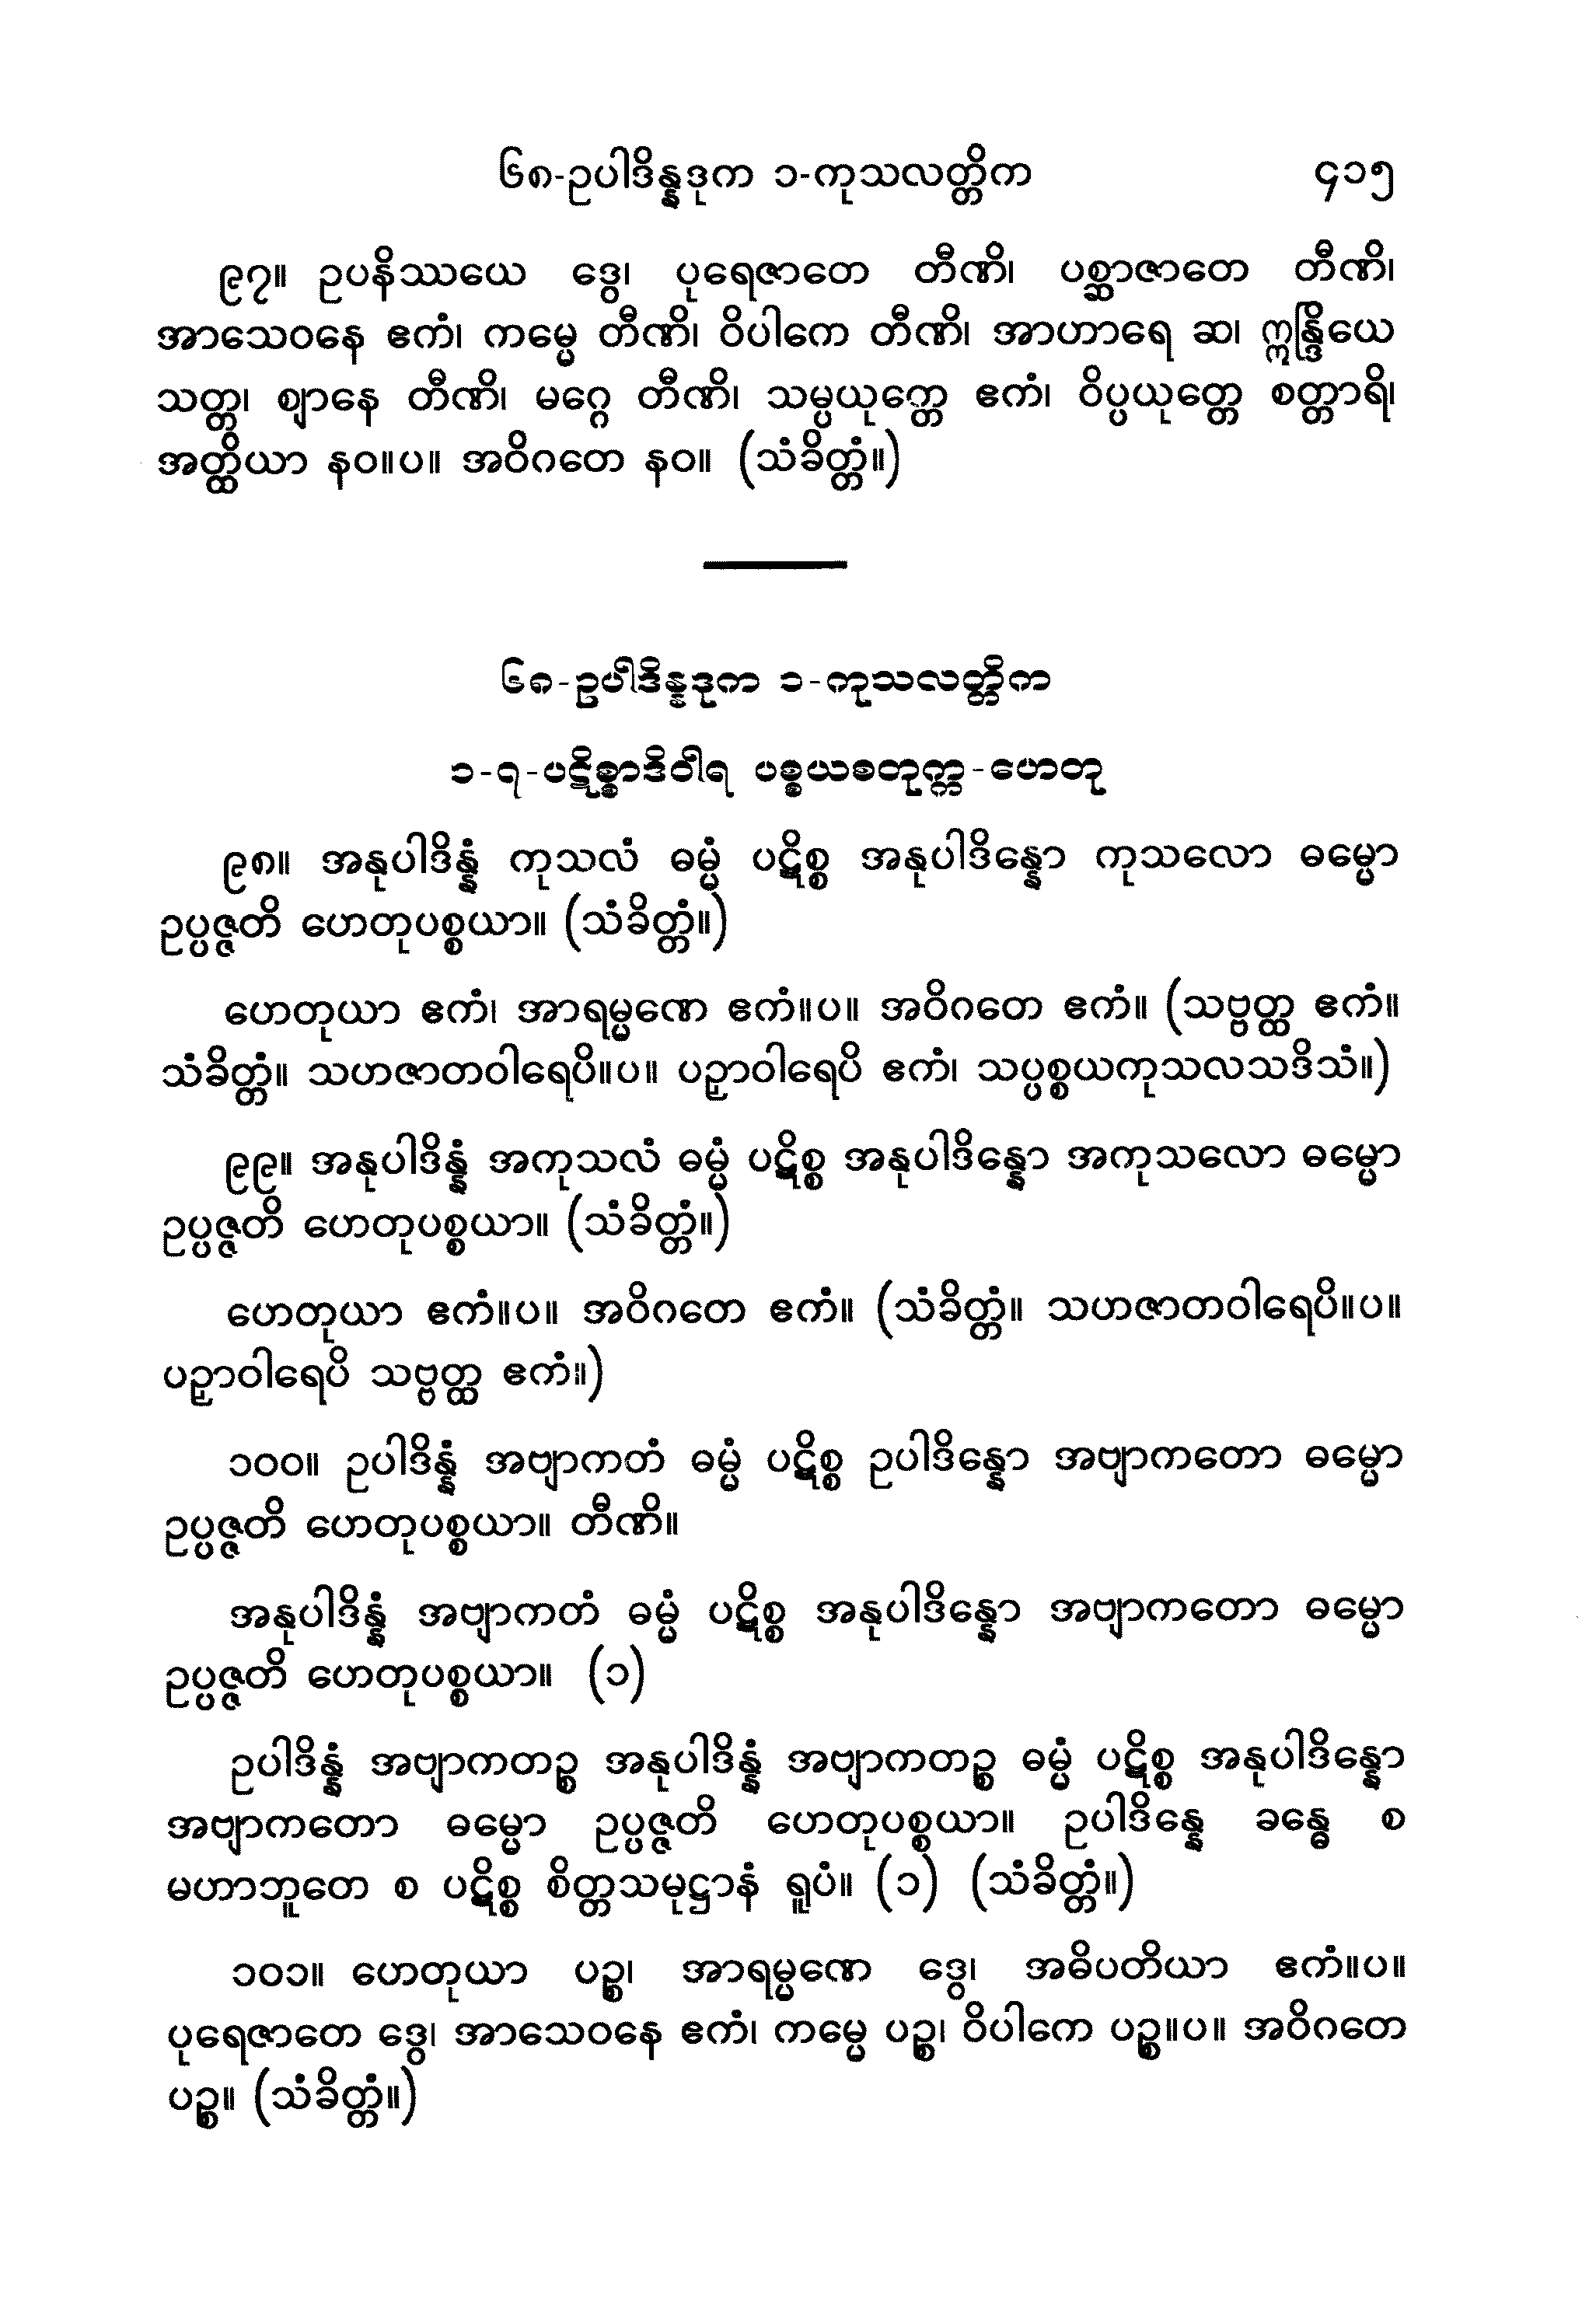 ၆၈-ဥပါဒိန္နဒုက ၁-ကုသလတ္တိက ၄၁၅
၉၇။ ဥပနိဿယေ ဒွေ၊ ပုရေဇာတေ တီဏိ၊ ပစ္ဆာဇာတေ တီဏိ၊
အာသေဝနေ ဧကံ၊ ကမ္မေ တီဏိ၊ ဝိပါကေ တီဏိ၊ အာဟာရေ ဆ၊ ဣန္ဒြိယေ
သတ္တ၊ ဈာနေ တီဏိ၊ မဂ္ဂေ တီဏိ၊ သမ္ပယုတ္တေ ဧကံ၊ ဝိပ္ပယုတ္တေ စတ္တာရိ၊
အတ္ထိယာ နဝ။ပ။ အဝိဂတေ နဝ။ (သံခိတ္တံ။)
၆၈-ဥပါဒိန္နဒုက ၁-ကုသလတ္တိက
၁-၇-ပဋိစ္စာဒိဝါရ ပစ္စယစတုက္က-ဟေတု
၉၈။ အနုပါဒိန္နံ ကုသလံ ဓမ္မံ ပဋိစ္စ အနုပါဒိန္နော ကုသလော ဓမ္မော
ဥပ္ပဇ္ဇတိ ဟေတုပစ္စယာ။ (သံခိတ္တံ။)
ဟေတုယာ ဧကံ၊ အာရမ္မဏေ ဧကံ။ပ။ အဝိဂတေ ဧကံ။ (သဗ္ဗတ္ထ ဧကံ။
သံခိတ္တံ။ သဟဇာတဝါရေပိ။ပ။ ပဉှာဝါရေပိ ဧကံ၊ သပ္ပစ္စယကုသလသဒိသံ။)
၉၉။ အနုပါဒိန္နံ အကုသလံ ဓမ္မံ ပဋိစ္စ အနုပါဒိန္နော အကုသလော ဓမ္မော
ဥပ္ပဇ္ဇတိ ဟေတုပစ္စယာ။ (သံခိတ္တံ။)
ဟေတုယာ ဧကံ။ပ။ အဝိဂတေ ဧကံ။ (သံခိတ္တံ။ သဟဇာတဝါရေပိ။ပ။
ပဉှာဝါရေပိ သဗ္ဗတ္ထ ဧကံ။)
၁၀၀။ ဥပါဒိန္နံ အဗျာကတံ ဓမ္မံ ပဋိစ္စ ဥပါဒိန္နော အဗျာကတော ဓမ္မော
ဥပ္ပဇ္ဇတိ ဟေတုပစ္စယာ။ တီဏိ။
အနုပါဒိန္နံ အဗျာကတံ ဓမ္မံ ပဋိစ္စ အနုပါဒိန္နော အဗျာကတော ဓမ္မော
ဥပ္ပဇ္ဇတိ ဟေတုပစ္စယာ။ (၁)
ဥပါဒိန္နံ အဗျာကတဉ္စ အနုပါဒိန္နံ အဗျာကတဉ္စ ဓမ္မံ ပဋိစ္စ အနုပါဒိန္နော
အဗျာကတော ဓမ္မော ဥပ္ပဇ္ဇတိ ဟေတုပစ္စယာ။ ဥပါဒိန္နေ ခန္ဓေ စ
မဟာဘူတေ စ ပဋိစ္စ စိတ္တသမုဋ္ဌာနံ ရူပံ။ (၁) (သံခိတ္တံ။)
၁၀၁။ ဟေတုယာ ပဉ္စ၊ အာရမ္မဏေ ဒွေ၊ အဓိပတိယာ ဧကံ။ပ။
ပုရေဇာတေ ဒွေ၊ အာသေဝနေ ဧကံ၊ ကမ္မေ ပဉ္စ၊ ဝိပါကေ ပဉ္စ။ပ။ အဝိဂတေ
ပဉ္စ။ (သံခိတ္တံ။)